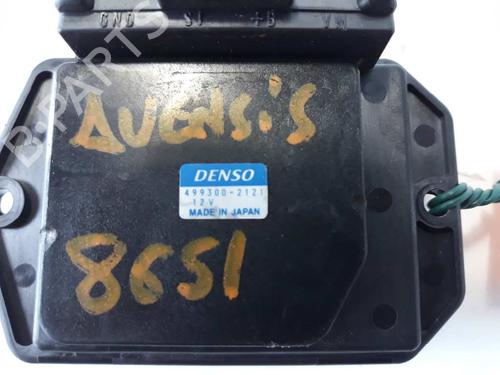 GND SI +B VM
AVENSIS
DENSO
499300-2121
12V
MADE IN JAPAN
8651
B-PARTS